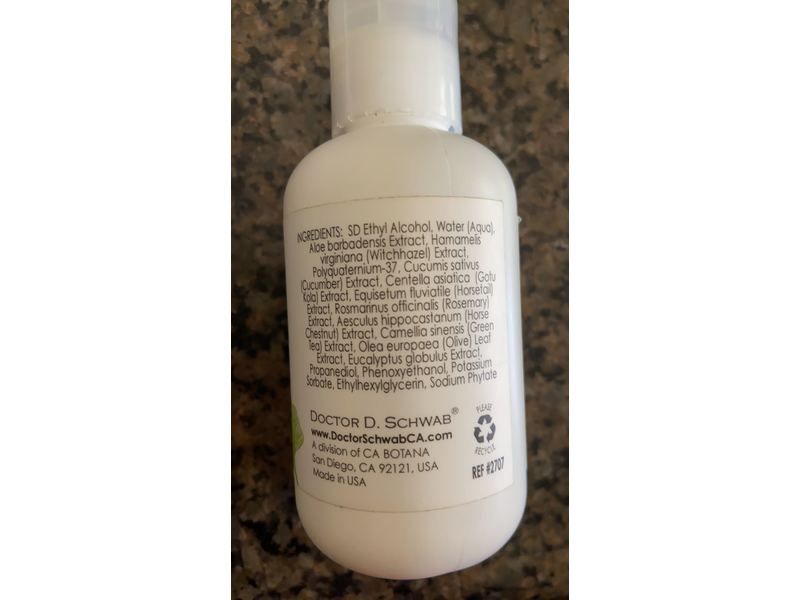 INGREDIENTS: SD Ethyl Alcohol, Water (Aqua),
Aloe barbadensis Extract, Hamamelis
virginiana (Witchhazel) Extract,
Polyquaternium-37, Cucumis sativus
(Cucumber) Extract, Centella asiatica (Gotu
Kola) Extract, Equisetum fluviatile (Horsetail)
Extract, Rosmarinus officinalis (Rosemary)
Extract, Aesculus hippocastanum (Horse
Chestnut) Extract, Camellia sinensis (Green
Tea) Extract, Olea europaea (Olive) Leaf
Extract, Eucalyptus globulus Extract,
Propanediol, Phenoxyethanol, Potassium
Sorbate, Ethylhexylglycerin, Sodium Phytate
DOCTOR D. SCHWAB®
www.DoctorSchwabCA.com
A division of CA BOTANA
San Diego, CA 92121, USA
Made in USA
PLEASE
RECYCLE
REF #2707